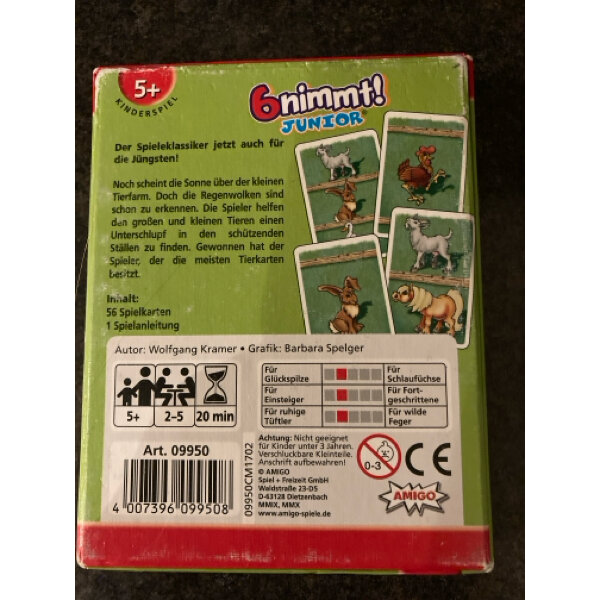 5+
KINDERSPIEL
6nimmt!
JUNIOR
Der Spieleklassiker jetzt auch für
die Jüngsten!
Noch scheint die Sonne über der kleinen
Tierfarm. Doch die Regenwolken sind
schon zu erkennen. Die Spieler helfen
den großen und kleinen Tieren einen
Unterschlupf in den schützenden
Ställen zu finden. Gewonnen hat der
Spieler, der die meisten Tierkarten
besitzt.
Inhalt:
56 Spielkarten
1 Spielanleitung
Autor: Wolfgang Kramer • Grafik: Barbara Spelger
5+
2–5
20 min
Für Glückspilze
Für Schlaufüchse
Für Einsteiger
Für Fort-
geschrittene
Für ruhige Tüftler
Für wilde Feger
Art. 09950
4 007396 099508
09950CM1702
Achtung: Nicht geeignet
für Kinder unter 3 Jahren.
Verschluckbare Kleinteile.
Anschrift aufbewahren!
© AMIGO
Spiel + Freizeit GmbH
Waldstraße 23-D5
D-63128 Dietzenbach
MMIX, MMX
www.amigo-spiele.de
0-3
CE
AMIGO